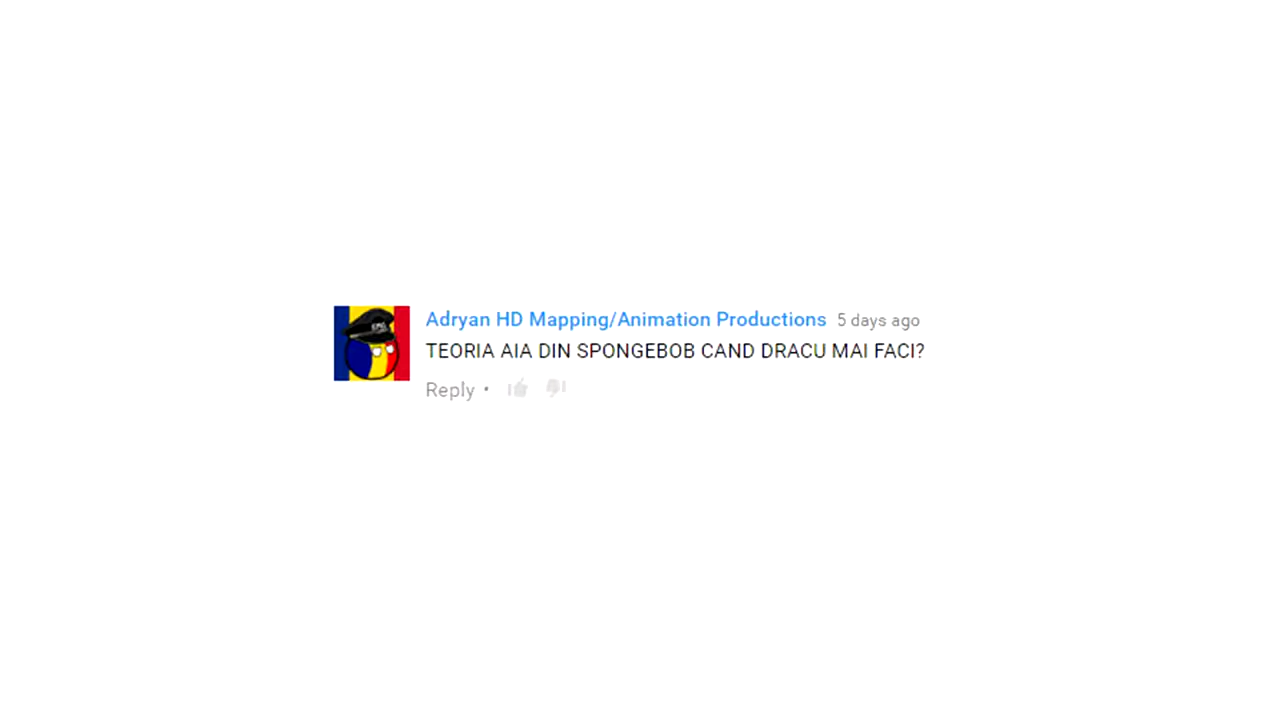 Adryan HD Mapping/Animation Productions 5 days ago
TEORIA AIA DIN SPONGEBOB CAND DRACU MAI FACI?
Reply •